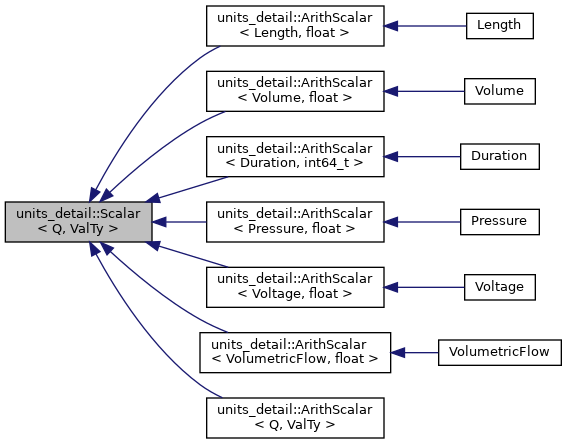 units_detail::ArithScalar
< Length, float >
Length
units_detail::ArithScalar
< Volume, float >
Volume
units_detail::ArithScalar
< Duration, int64_t >
Duration
units_detail::Scalar
< Q, ValTy >
units_detail::ArithScalar
< Pressure, float >
Pressure
units_detail::ArithScalar
< Voltage, float >
Voltage
units_detail::ArithScalar
< VolumetricFlow, float >
VolumetricFlow
units_detail::ArithScalar
< Q, ValTy >